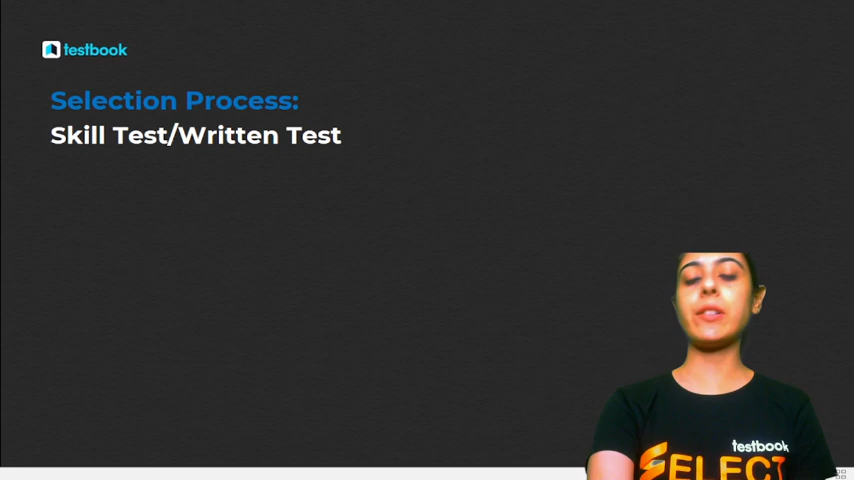 testbook
Selection Process:
Skill Test/Written Test
testbook
SELECT